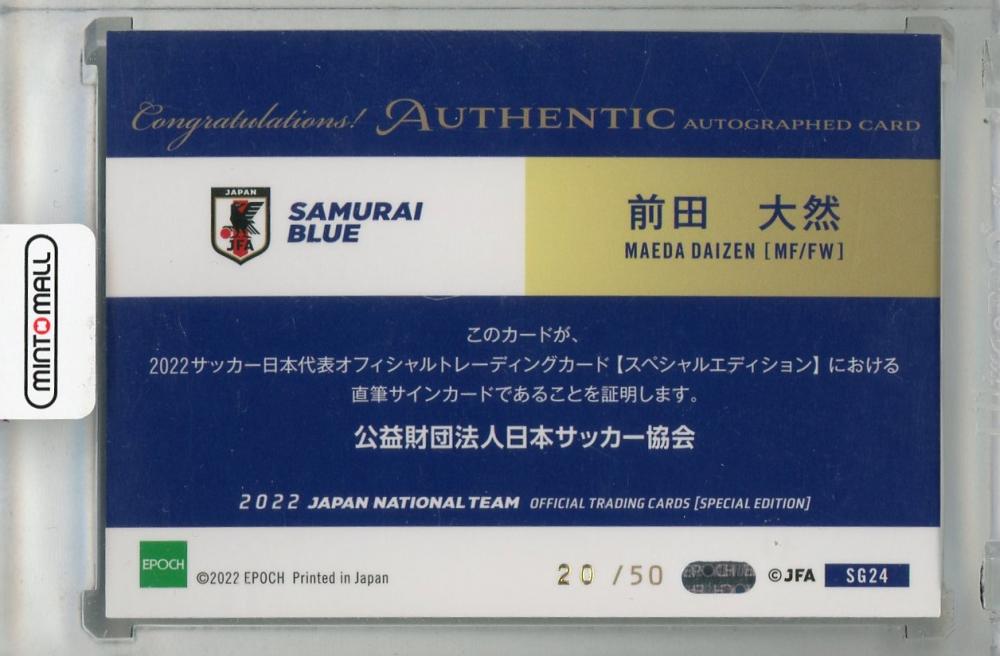 Congratulations! AUTHENTIC AUTOGRAPHED CARD
JAPAN
JFA
SAMURAI
BLUE
前田　大然
MAEDA DAIZEN [MF/FW]
このカードが、
2022サッカー日本代表オフィシャルトレーディングカード【スペシャルエディション】における
直筆サインカードであることを証明します。
公益財団法人日本サッカー協会
2022 JAPAN NATIONAL TEAM OFFICIAL TRADING CARDS [SPECIAL EDITION]
EPOCH
©2022 EPOCH Printed in Japan
20 /50
EPOCH
©JFA
SG24
MINTOMALL